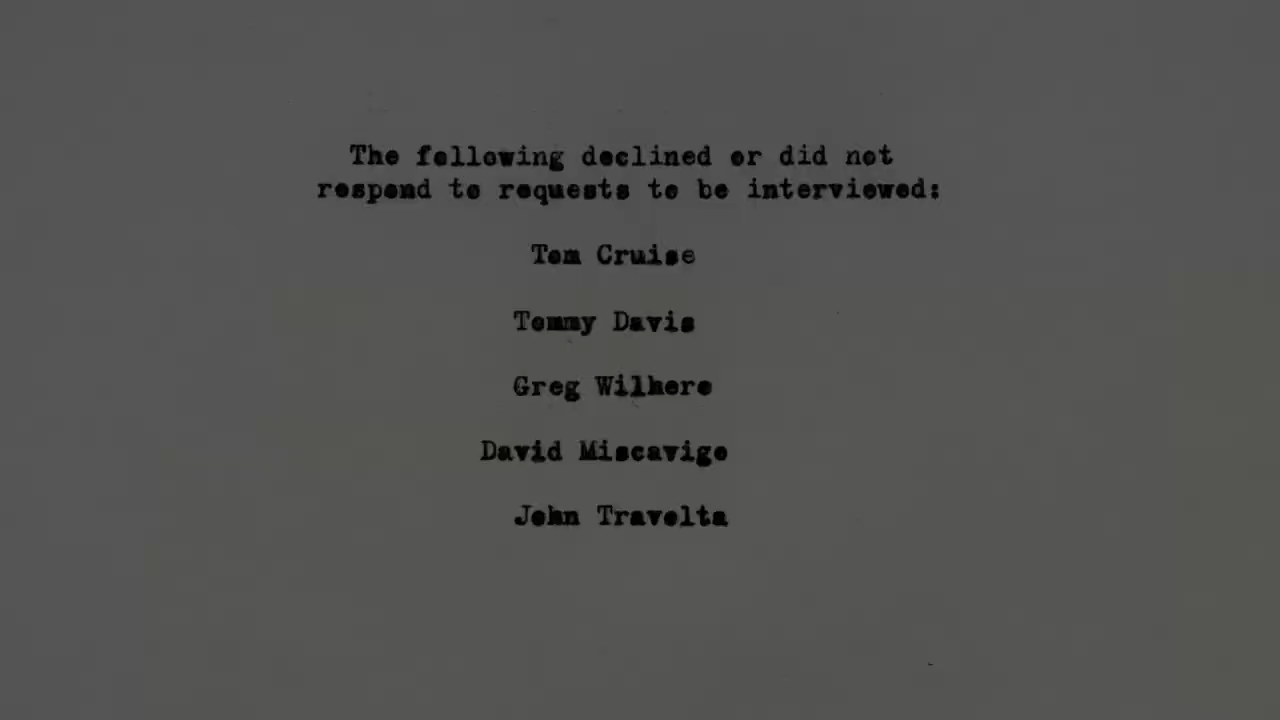 The following declined or did not
respond to requests to be interviewed:
Tom Cruise
Tommy Davis
Greg Wilhere
David Miscavige
John Travolta